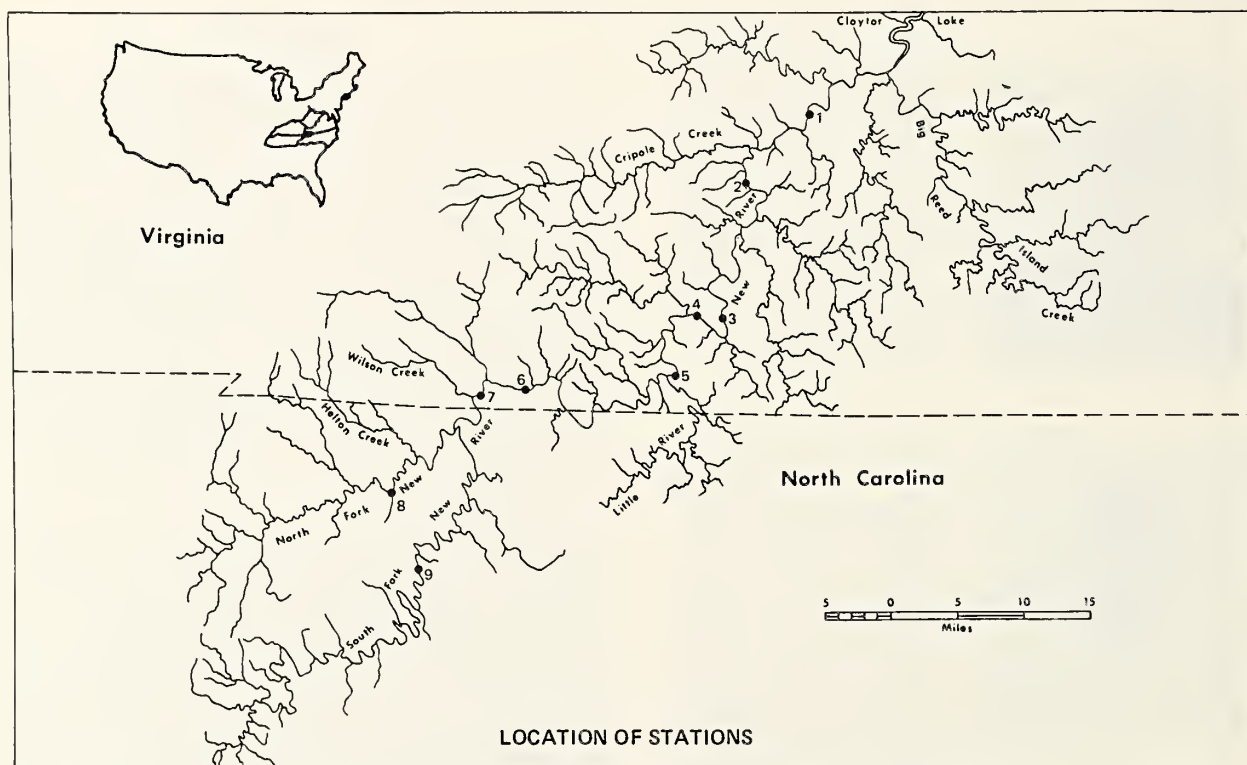 Claytor Lake
1
Big
Cripole Creek
2
River
Reed
Island
Creek
Virginia
New
4
3
5
Wilson Creek
6
7
Helton Creek
River
River
Little
North Carolina
New
8
New
Fork
North
9
Fork
South
5 0 5 10 15
Miles
LOCATION OF STATIONS